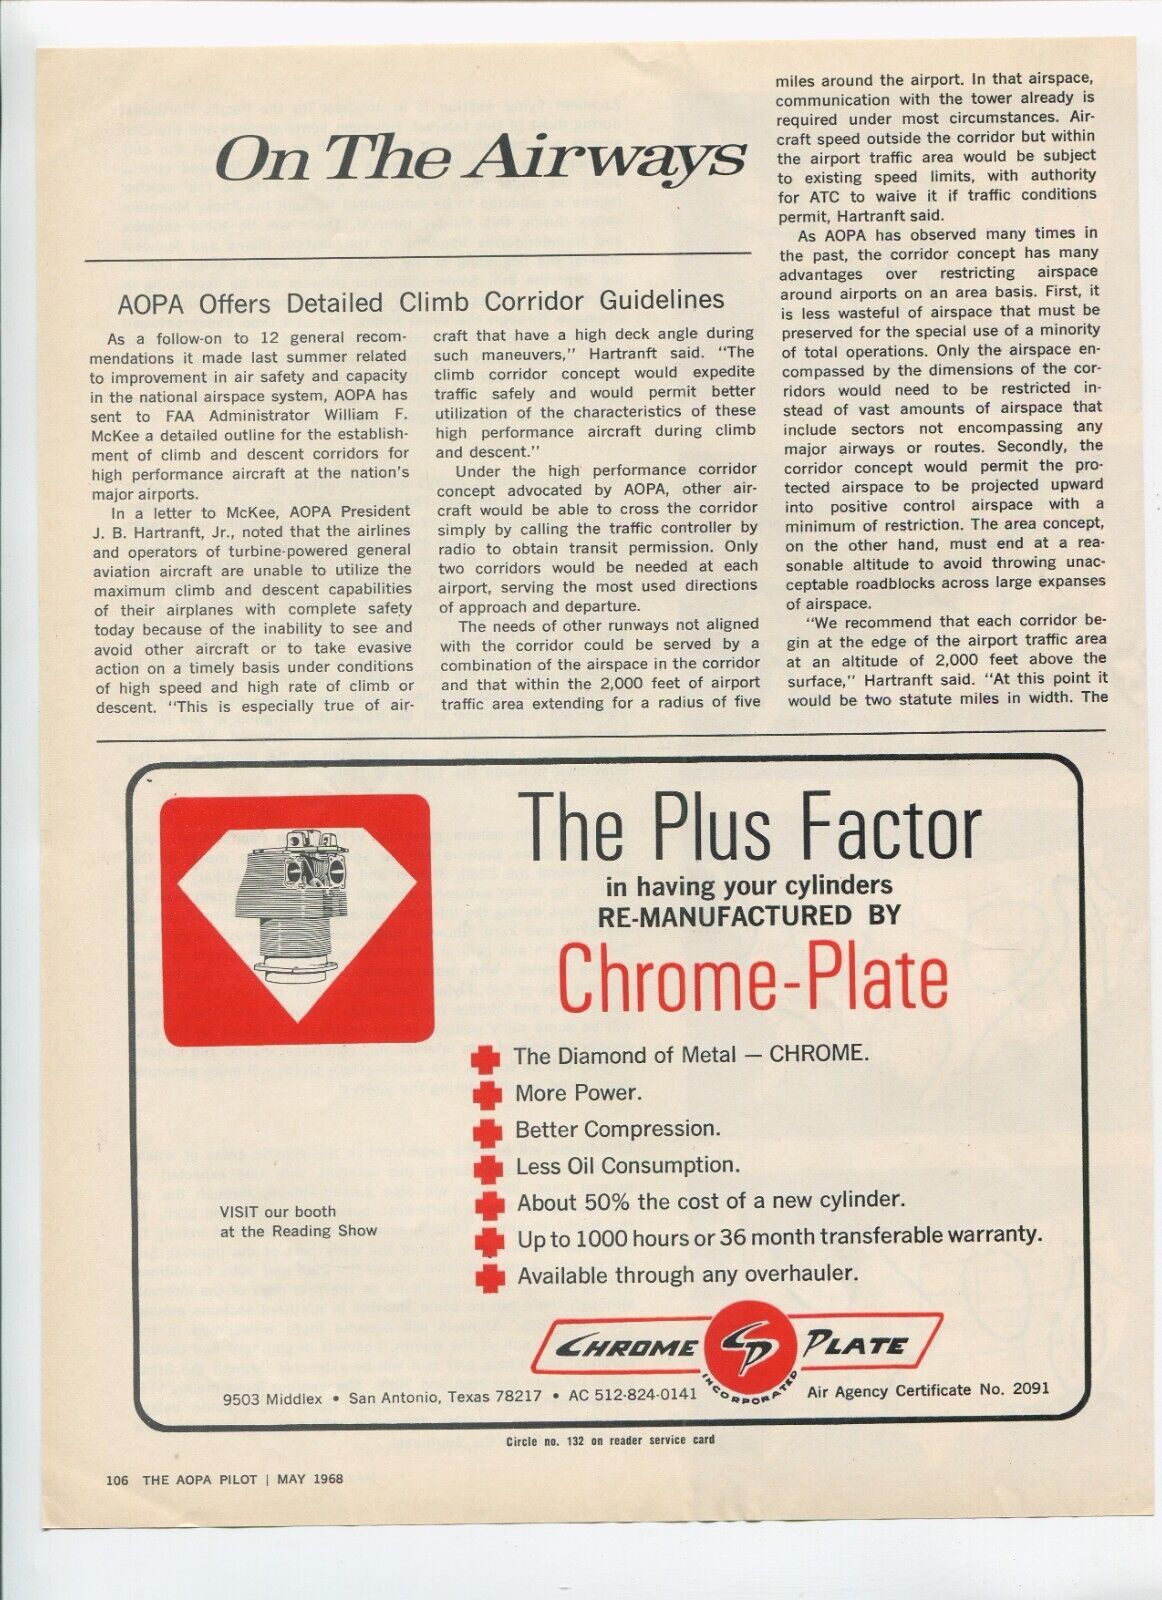 On The Airways
AOPA Offers Detailed Climb Corridor Guidelines
As a follow-on to 12 general recom-
mendations it made last summer related
to improvement in air safety and capacity
in the national airspace system, AOPA has
sent to FAA Administrator William F.
McKee a detailed outline for the establish-
ment of climb and descent corridors for
high performance aircraft at the nation's
major airports.
In a letter to McKee, AOPA President
J. B. Hartranft, Jr., noted that the airlines
and operators of turbine-powered general
aviation aircraft are unable to utilize the
maximum climb and descent capabilities
of their airplanes with complete safety
today because of the inability to see and
avoid other aircraft or to take evasive
action on a timely basis under conditions
of high speed and high rate of climb or
descent. "This is especially true of air-
craft that have a high deck angle during
such maneuvers," Hartranft said. "The
climb corridor concept would expedite
traffic safely and would permit better
utilization of the characteristics of these
high performance aircraft during climb
and descent."
Under the high performance corridor
concept advocated by AOPA, other air-
craft would be able to cross the corridor
simply by calling the traffic controller by
radio to obtain transit permission. Only
two corridors would be needed at each
airport, serving the most used directions
of approach and departure.
The needs of other runways not aligned
with the corridor could be served by a
combination of the airspace in the corridor
and that within the 2,000 feet of airport
traffic area extending for a radius of five
miles around the airport. In that airspace,
communication with the tower already is
required under most circumstances. Air-
craft speed outside the corridor but within
the airport traffic area would be subject
to existing speed limits, with authority
for ATC to waive it if traffic conditions
permit, Hartranft said.
As AOPA has observed many times in
the past, the corridor concept has many
advantages over restricting airspace
around airports on an area basis. First, it
is less wasteful of airspace that must be
preserved for the special use of a minority
of total operations. Only the airspace en-
compassed by the dimensions of the cor-
ridors would need to be restricted in-
stead of vast amounts of airspace that
include sectors not encompassing any
major airways or routes. Secondly, the
corridor concept would permit the pro-
tected airspace to be projected upward
into positive control airspace with a
minimum of restriction. The area concept,
on the other hand, must end at a rea-
sonable altitude to avoid throwing unac-
ceptable roadblocks across large expanses
of airspace.
"We recommend that each corridor be-
gin at the edge of the airport traffic area
at an altitude of 2,000 feet above the
surface," Hartranft said. "At this point it
would be two statute miles in width. The
The Plus Factor
in having your cylinders
RE-MANUFACTURED BY
Chrome-Plate
The Diamond of Metal — CHROME.
More Power.
Better Compression.
Less Oil Consumption.
About 50% the cost of a new cylinder.
Up to 1000 hours or 36 month transferable warranty.
Available through any overhauler.
VISIT our booth
at the Reading Show
CHROME CP PLATE
INCORPORATED
9503 Middlex • San Antonio, Texas 78217 • AC 512-824-0141
Air Agency Certificate No. 2091
Circle no. 132 on reader service card
106 THE AOPA PILOT | MAY 1968